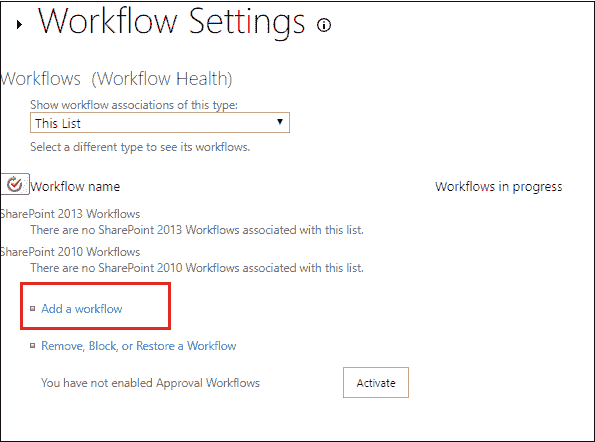 Workflow Settings
Workflows (Workflow Health)
Show workflow associations of this type:
This List
Select a different type to see its workflows.
Workflow name Workflows in progress
SharePoint 2013 Workflows
There are no SharePoint 2013 Workflows associated with this list.
SharePoint 2010 Workflows
There are no SharePoint 2010 Workflows associated with this list.
Add a workflow
Remove, Block, or Restore a Workflow
You have not enabled Approval Workflows Activate